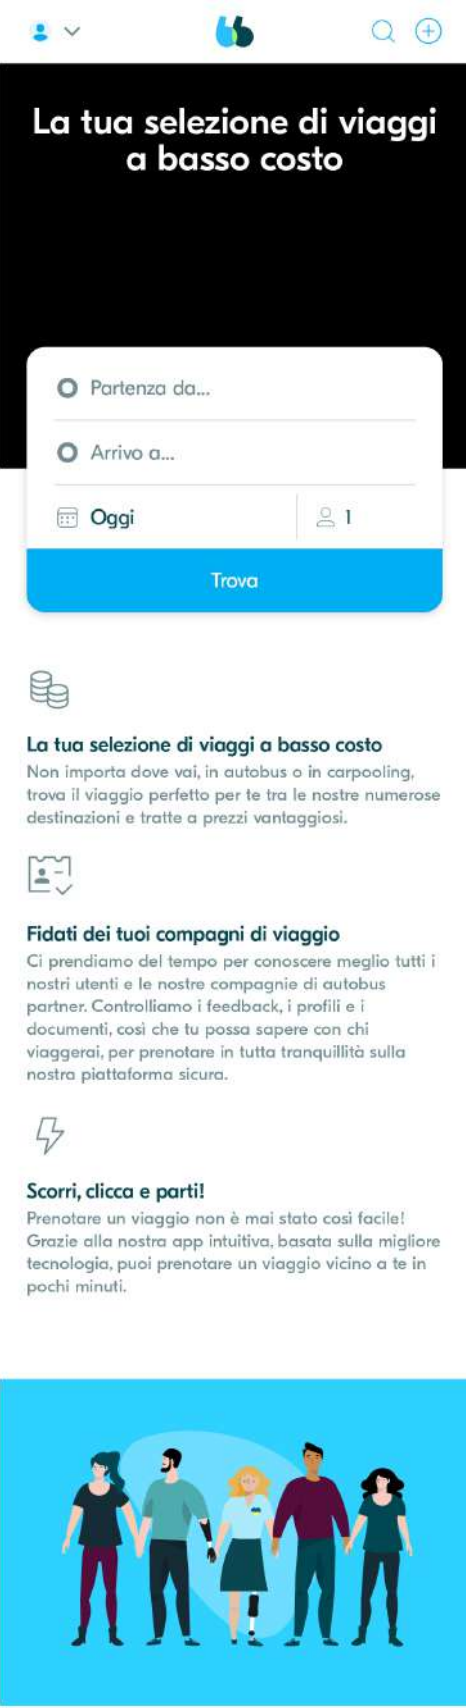 La tua selezione di viaggi
a basso costo
Partenza da...
Arrivo a...
Oggi
1
Trova
La tua selezione di viaggi a basso costo
Non importa dove vai, in autobus o in carpooling,
trova il viaggio perfetto per te tra le nostre numerose
destinazioni e tratte a prezzi vantaggiosi.
Fidati dei tuoi compagni di viaggio
Ci prendiamo del tempo per conoscere meglio tutti i
nostri utenti e le nostre compagnie di autobus
partner. Controlliamo i feedback, i profili e i
documenti, così che tu possa sapere con chi
viaggerai, per prenotare in tutta tranquillità sulla
nostra piattaforma sicura.
Scorri, clicca e parti!
Prenotare un viaggio non è mai stato così facile!
Grazie alla nostra app intuitiva, basata sulla migliore
tecnologia, puoi prenotare un viaggio vicino a te in
pochi minuti.